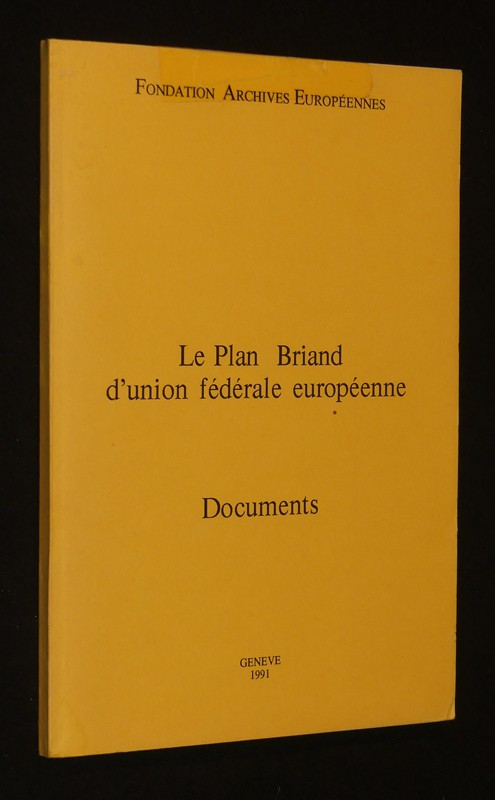 FONDATION ARCHIVES EUROPÉENNES
Le Plan Briand
d'union fédérale européenne
Documents
GENEVE
1991